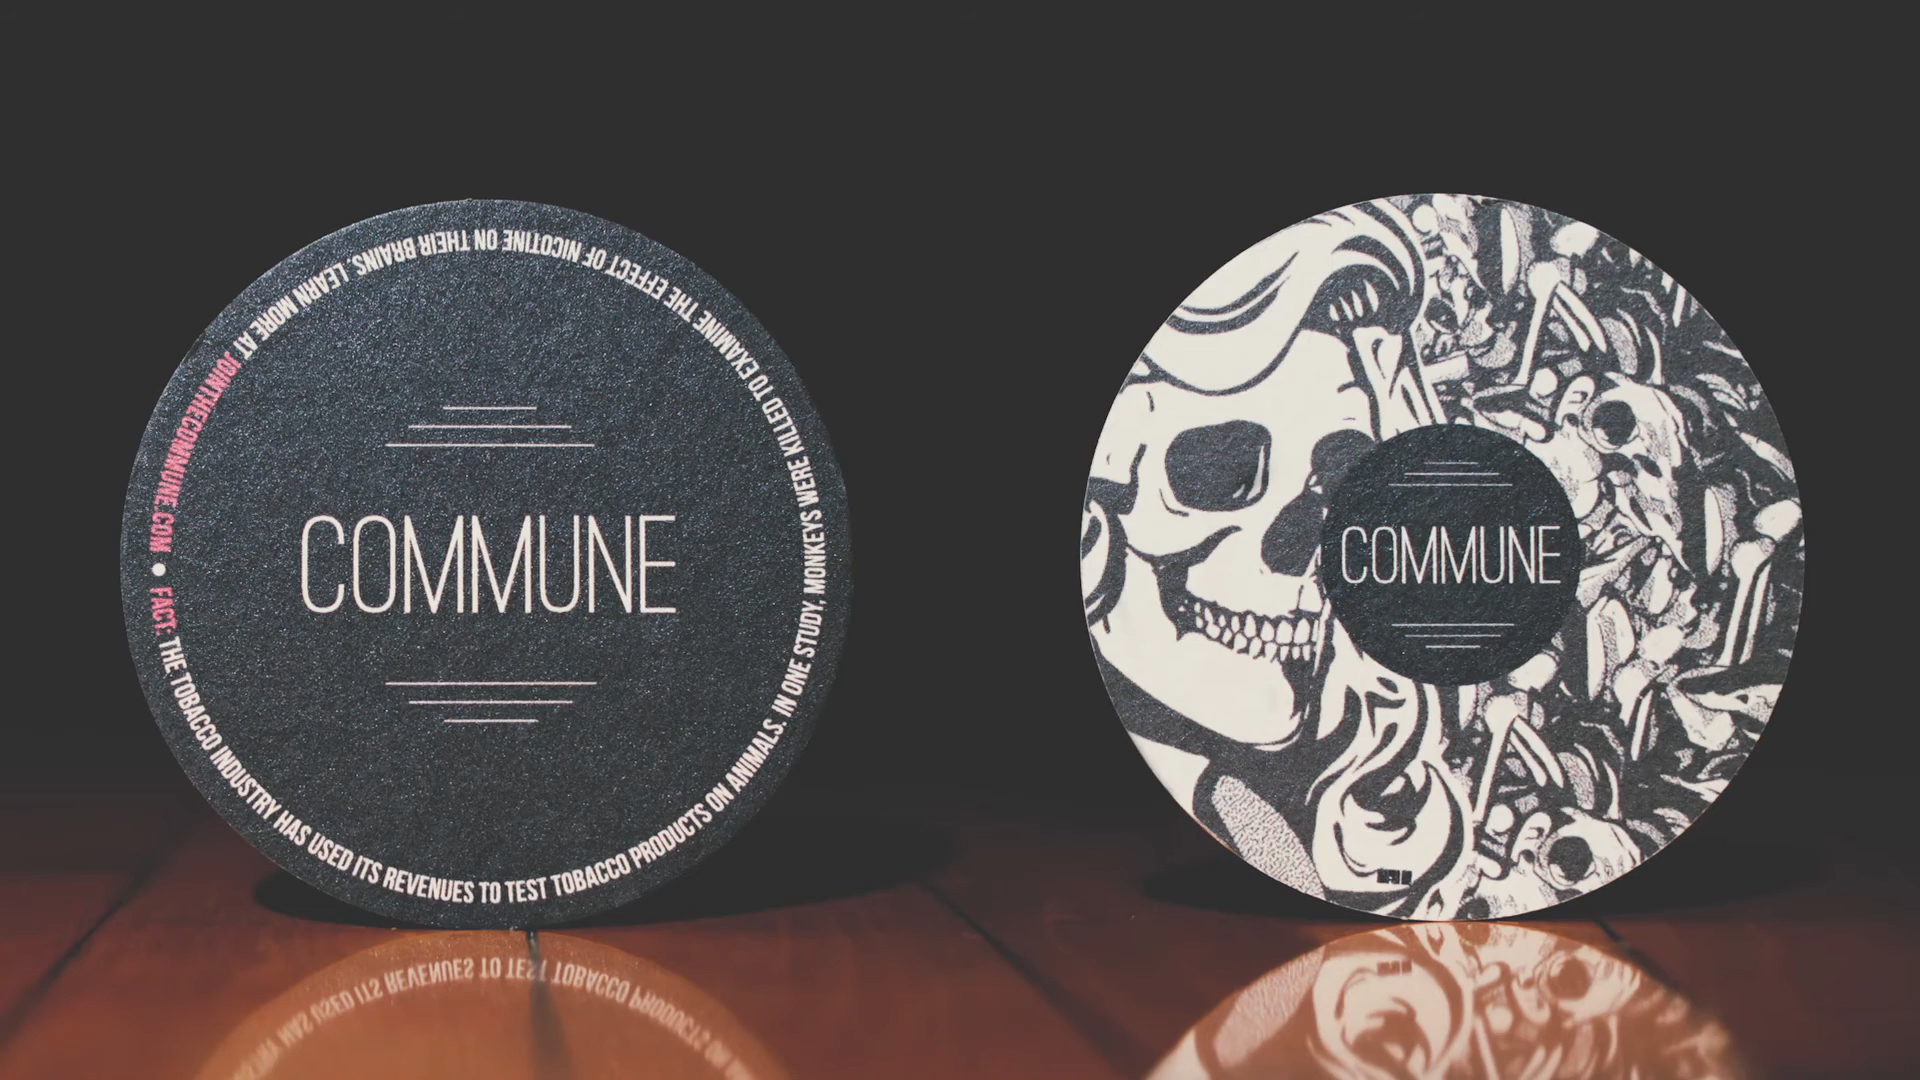 FACT: THE TOBACCO INDUSTRY HAS USED ITS REVENUES TO TEST TOBACCO PRODUCTS ON ANIMALS. IN ONE STUDY, MONKEYS WERE KILLED TO EXAMINE THE EFFECT OF NICOTINE ON THEIR BRAINS. LEARN MORE AT JOINTHECOMMUNE.COM •
COMMUNE
COMMUNE